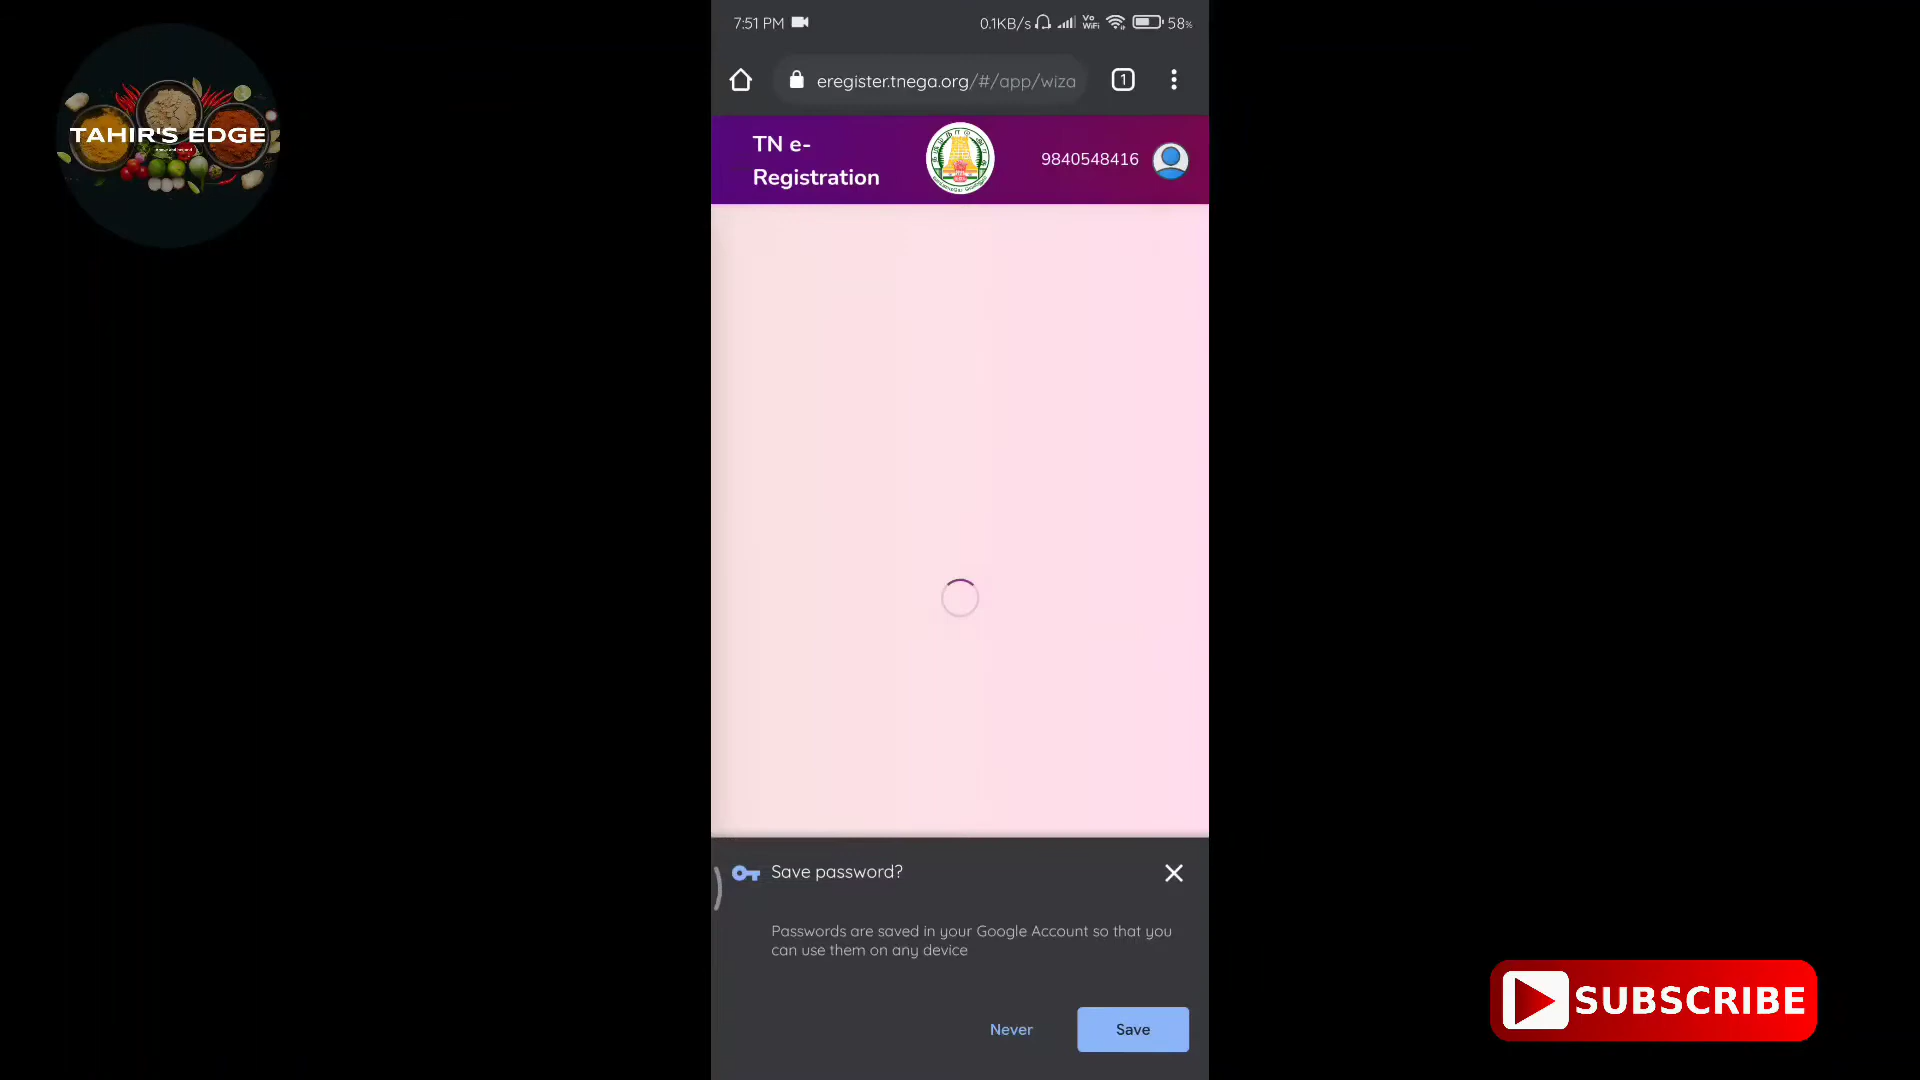 TAHIR'S EDGE
7:51 PM
0.1KB/s Vo WiFi 58%
eregister.tnega.org/#/app/wiza
1
TN e-
Registration
9840548416
Save password?
Passwords are saved in your Google Account so that you
can use them on any device
Never
Save
SUBSCRIBE